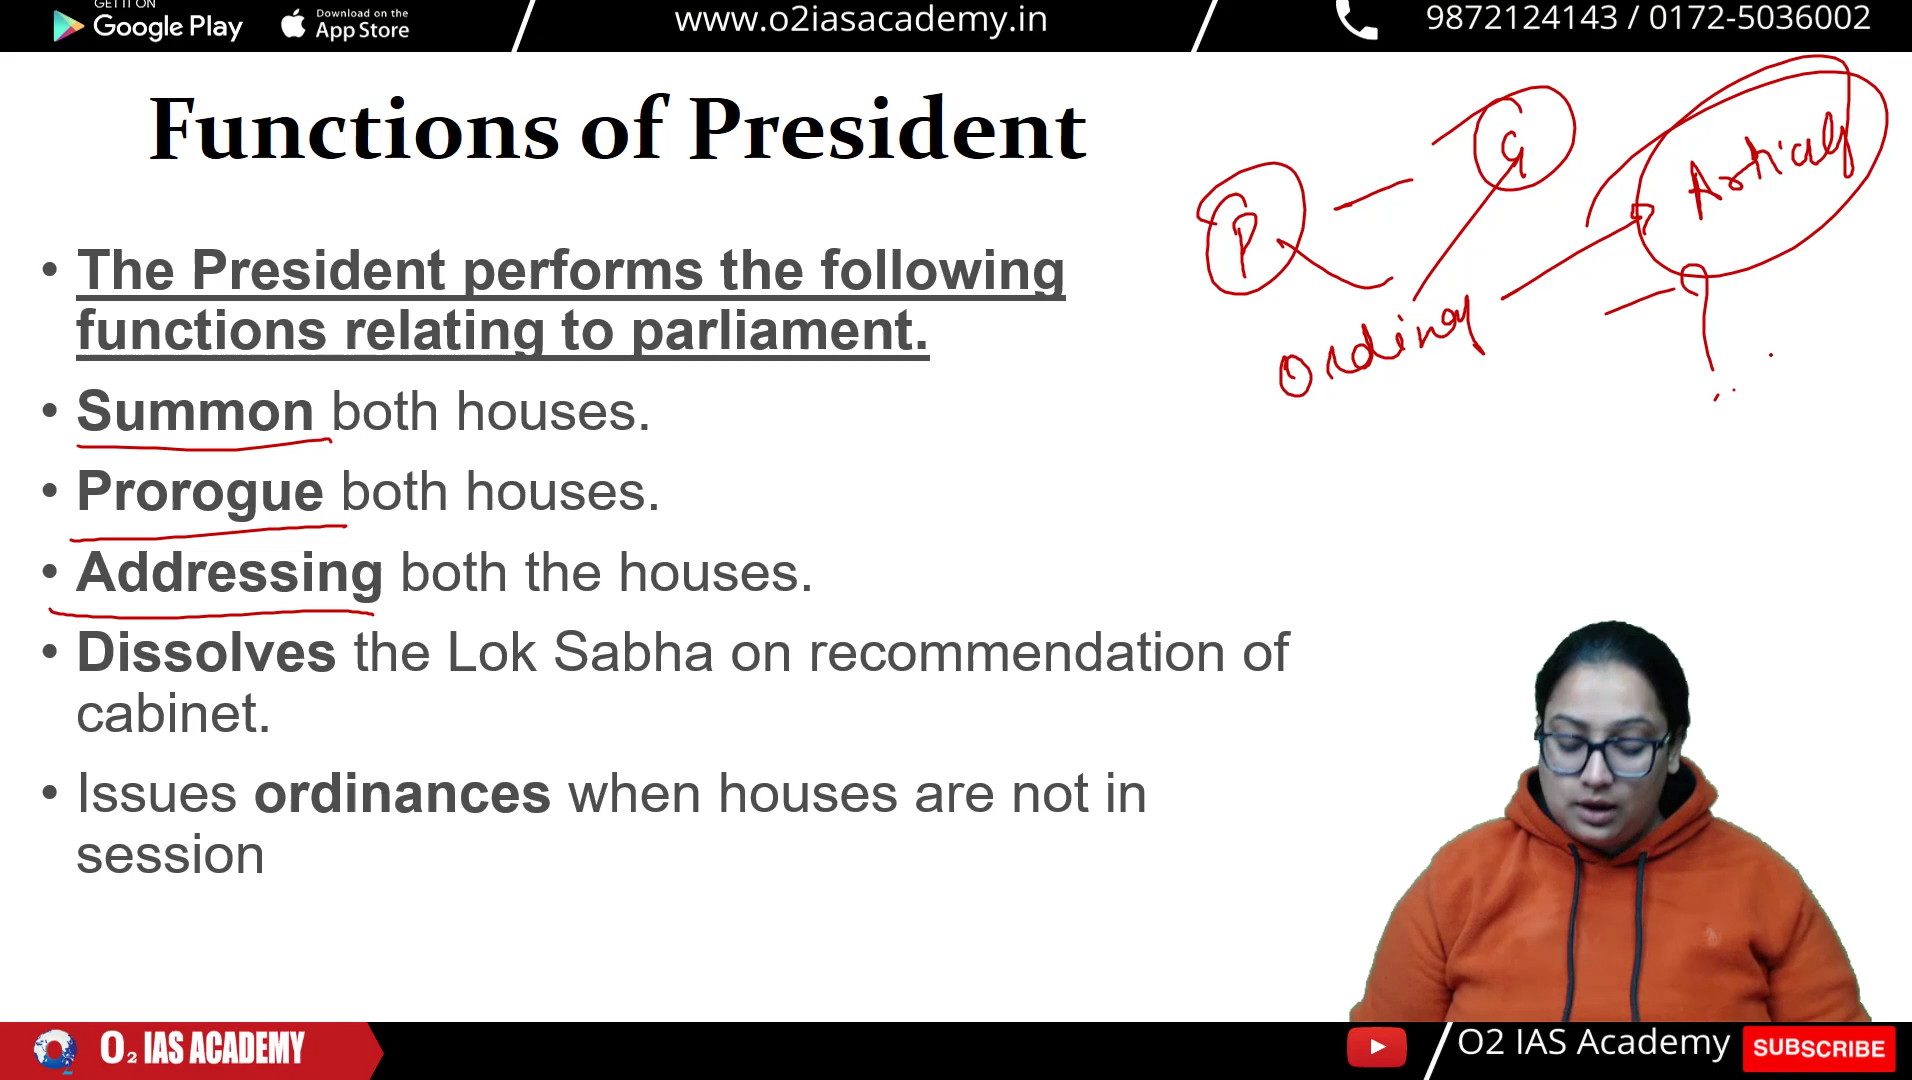 GET IT ON
Google Play
Download on the
App Store
www.o2iasacademy.in
9872124143 / 0172-5036002
Functions of President
• The President performs the following
functions relating to parliament.
• Summon both houses.
• Prorogue both houses.
• Addressing both the houses.
• Dissolves the Lok Sabha on recommendation of
cabinet.
• Issues ordinances when houses are not in
session
P
G
?
O2 IAS ACADEMY
O2 IAS Academy
SUBSCRIBE